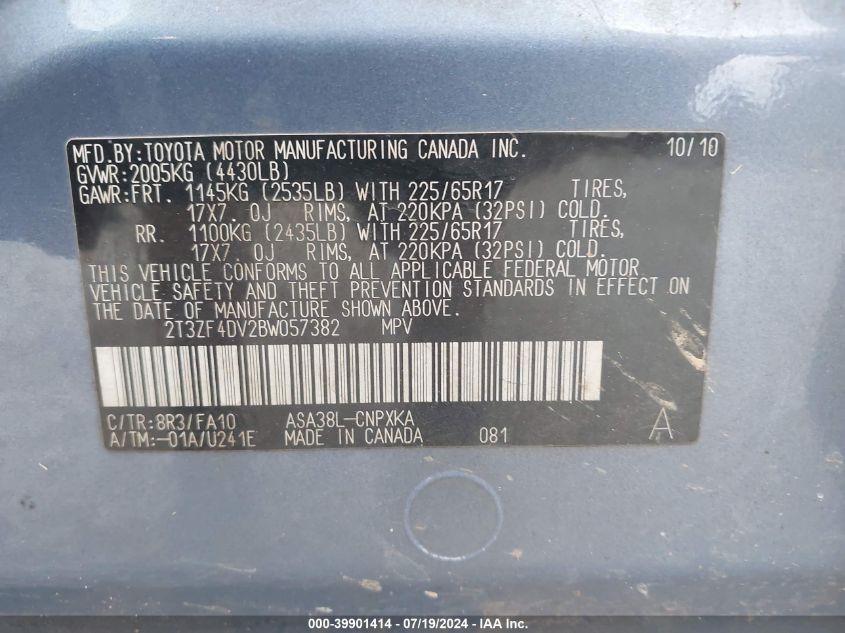 MFD.BY:TOYOTA MOTOR MANUFACTURING CANADA INC. 10/10
GVWR:2005KG (4430LB)
GAWR:FRT. 1145KG (2535LB) WITH 225/65R17 TIRES,
17X7.0J RIMS, AT 220KPA (32PSI) COLD.
RR. 1100KG (2435LB) WITH 225/65R17 TIRES,
17X7.0J RIMS, AT 220KPA (32PSI) COLD.
THIS VEHICLE CONFORMS TO ALL APPLICABLE FEDERAL MOTOR
VEHICLE SAFETY AND THEFT PREVENTION STANDARDS IN EFFECT ON
THE DATE OF MANUFACTURE SHOWN ABOVE.
2T3ZF4DV2BW057382 MPV
C/TR:8R3/FA10 ASA38L-CNPXKA
A/TM:-01A/U241E MADE IN CANADA 081 A
000-39901414 - 07/19/2024 - IAA Inc.